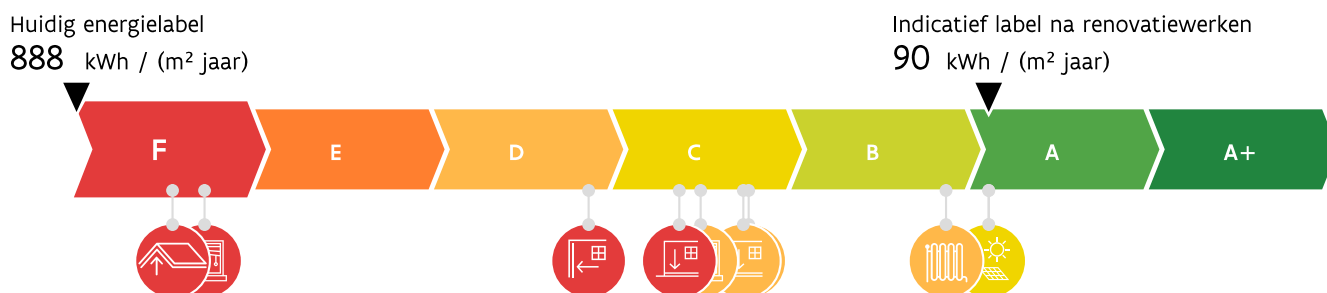 Huidig energielabel
888 kWh / (m² jaar)
Indicatief label na renovatiewerken
90 kWh / (m² jaar)
F E D C B A A+